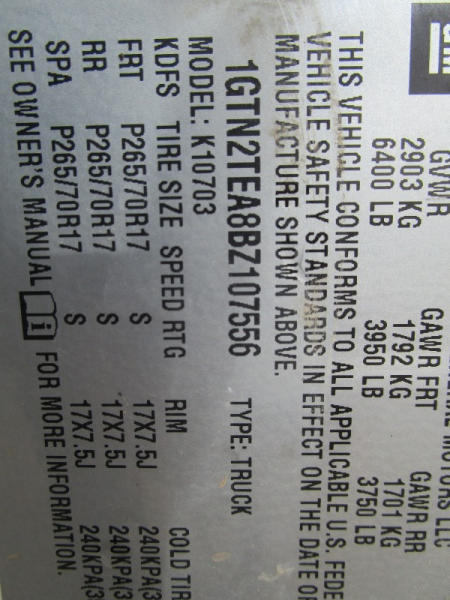 MOTORS LLC
GVWR GAWR FRT GAWR RR
2903 KG 1792 KG 1701 KG
6400 LB 3950 LB 3750 LB
THIS VEHICLE CONFORMS TO ALL APPLICABLE U.S. FEDE
VEHICLE SAFETY STANDARDS IN EFFECT ON THE DATE OF
MANUFACTURE SHOWN ABOVE.
1GTN2TEA8BZ107556 TYPE: TRUCK
MODEL: K10703
KDFS TIRE SIZE SPEED RTG RIM COLD TIR
FRT P265/70R17 S 17X7.5J 240KPA(3
RR P265/70R17 S 17X7.5J 240KPA(3
SPA P265/70R17 S 17X7.5J 240KPA(3
SEE OWNER'S MANUAL i FOR MORE INFORMATION.